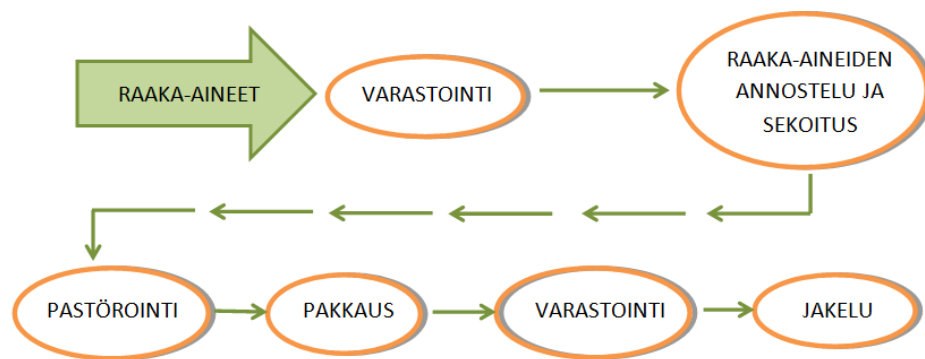 RAAKA-AINEET
VARASTOINTI
RAAKA-AINEIDEN
ANNOSTELU JA
SEKOITUS
PASTÖROINTI
PAKKAUS
VARASTOINTI
JAKELU